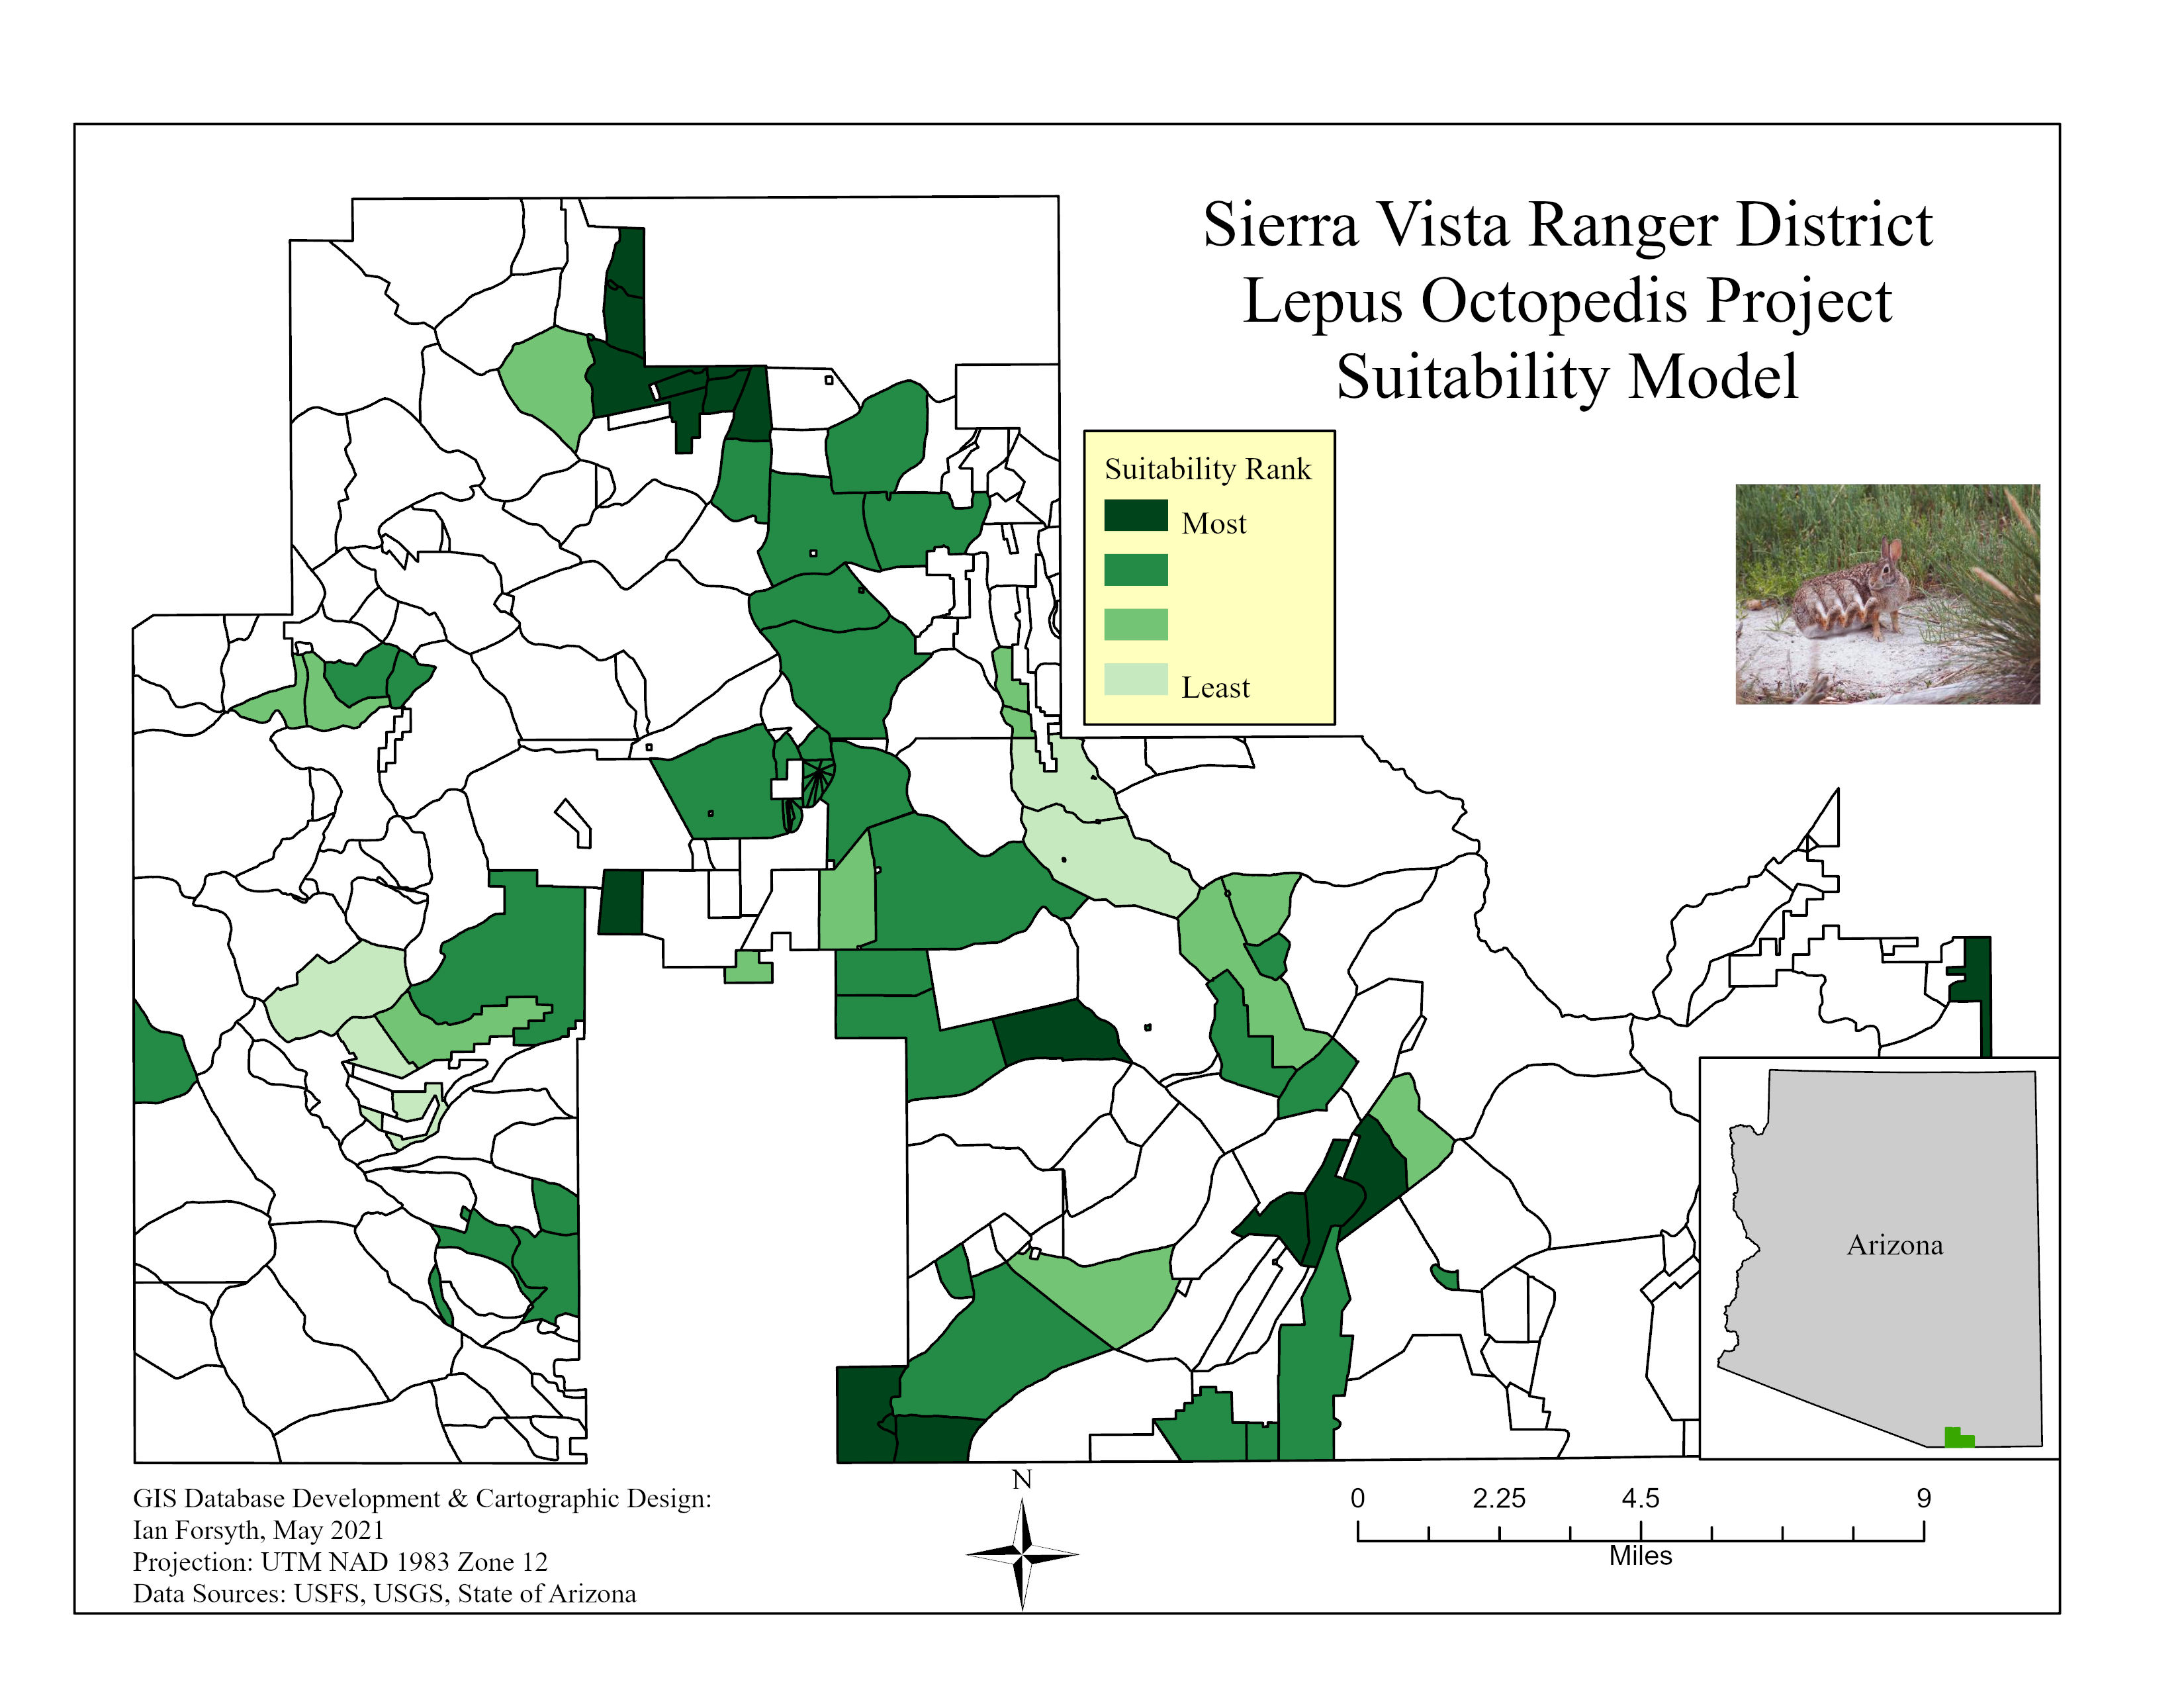 Sierra Vista Ranger District
Lepus Octopedis Project
Suitability Model
Suitability Rank
Most
Least
Arizona
GIS Database Development & Cartographic Design:
Ian Forsyth, May 2021
Projection: UTM NAD 1983 Zone 12
Data Sources: USFS, USGS, State of Arizona
N
0 2.25 4.5 9
Miles